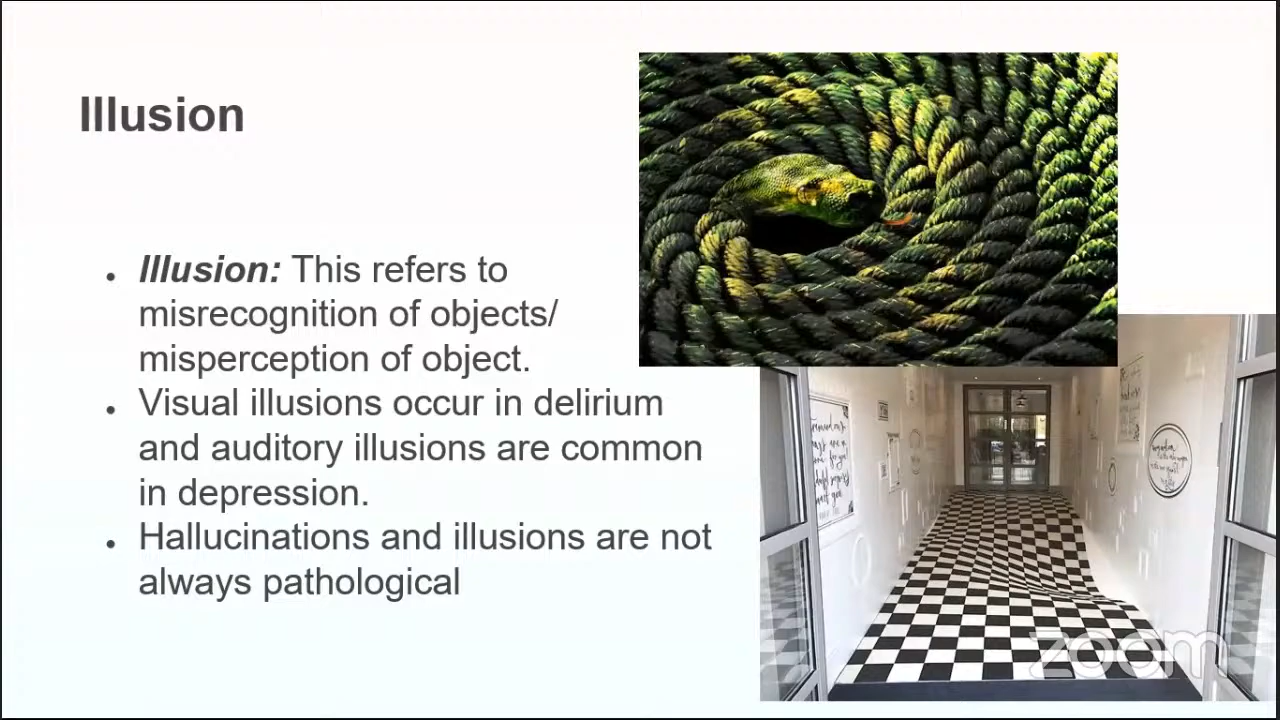 Illusion
Illusion: This refers to
misrecognition of objects/
misperception of object.
Visual illusions occur in delirium
and auditory illusions are common
in depression.
Hallucinations and illusions are not
always pathological
zoom